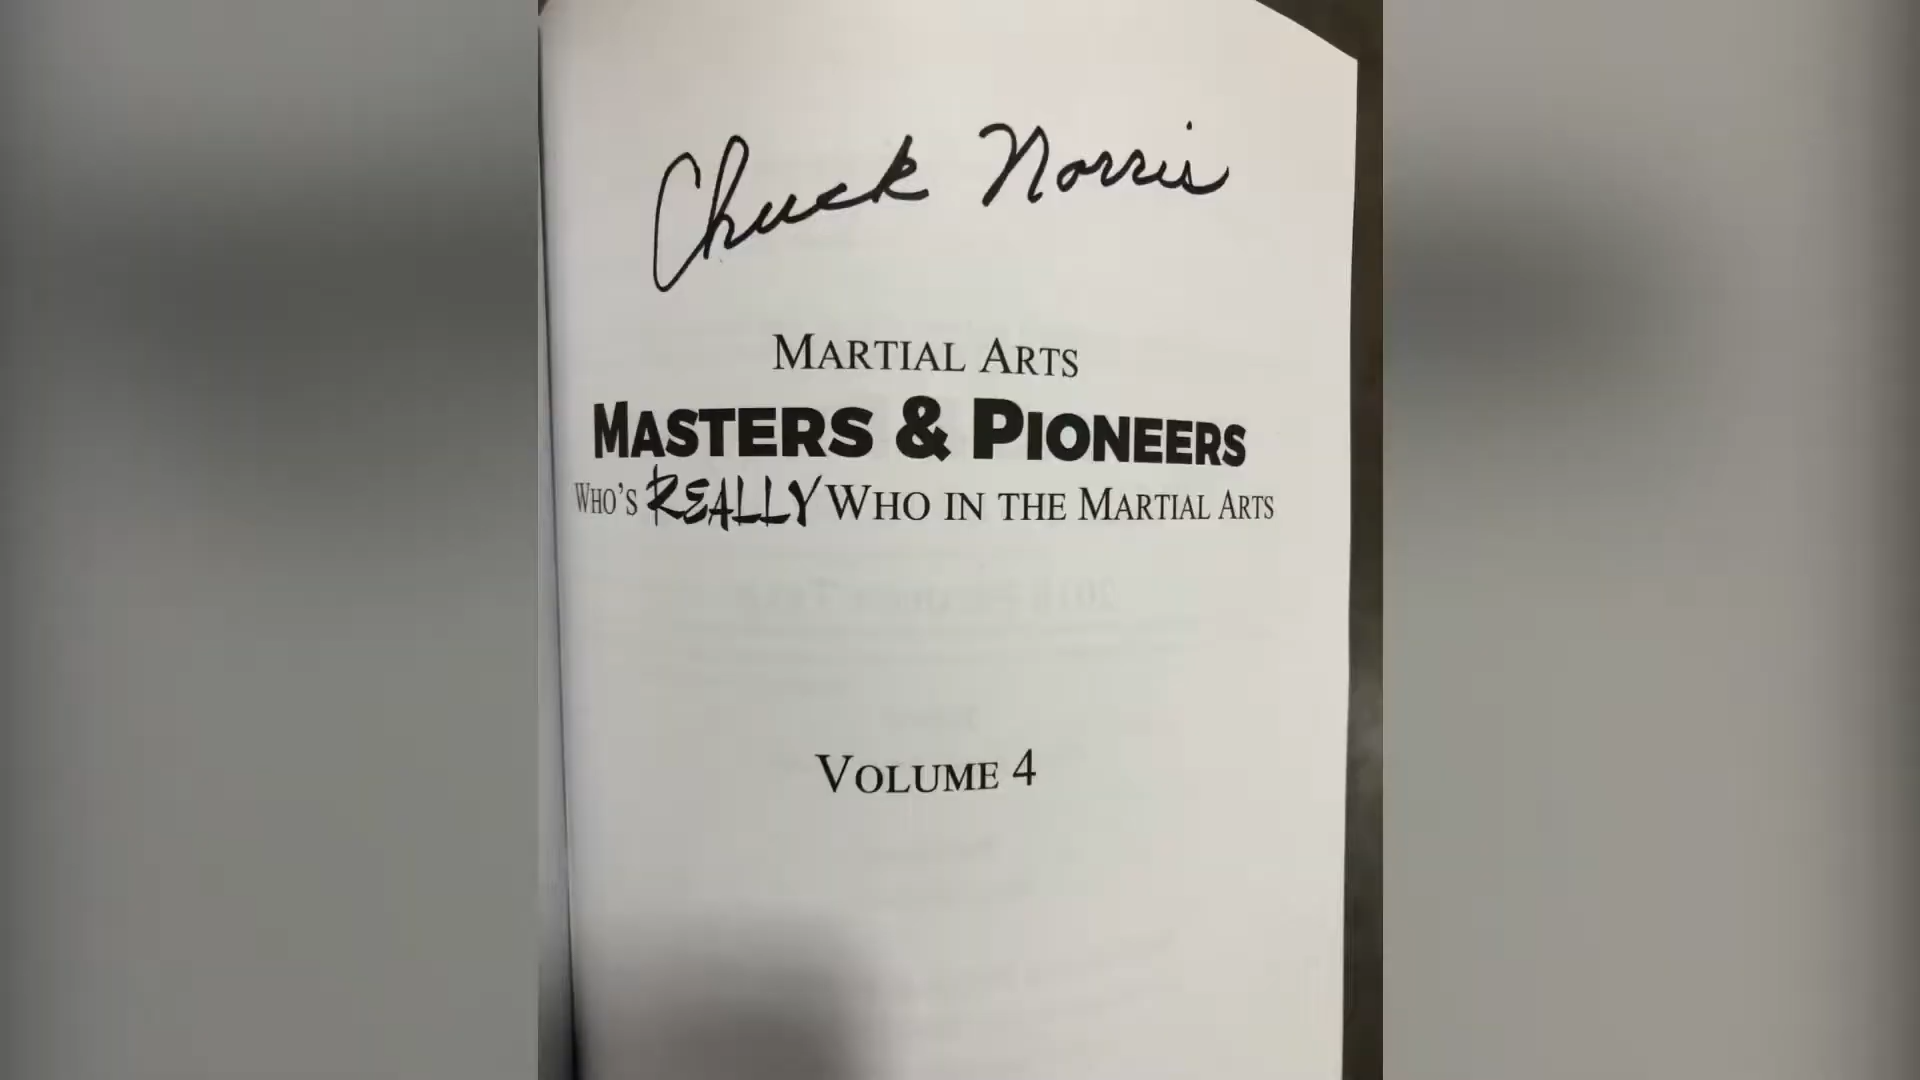 Chuck Norris
MARTIAL ARTS
MASTERS & PIONEERS
WHO'S REALLY WHO IN THE MARTIAL ARTS
VOLUME 4